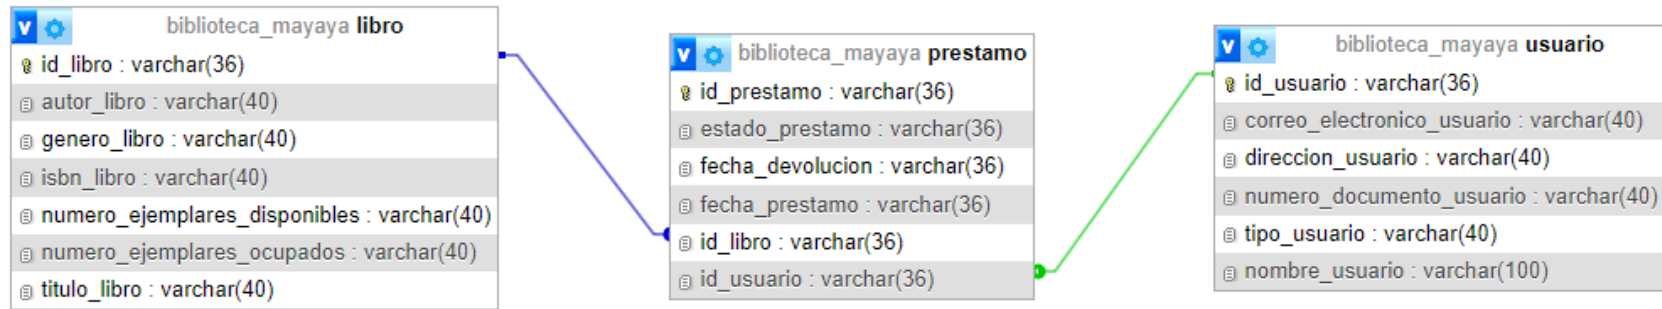 v biblioteca_mayaya libro
id_libro : varchar(36)
autor_libro : varchar(40)
genero_libro : varchar(40)
isbn_libro : varchar(40)
numero_ejemplares_disponibles : varchar(40)
numero_ejemplares_ocupados : varchar(40)
titulo_libro : varchar(40)
v biblioteca_mayaya prestamo
id_prestamo : varchar(36)
estado_prestamo : varchar(36)
fecha_devolucion : varchar(36)
fecha_prestamo : varchar(36)
id_libro : varchar(36)
id_usuario : varchar(36)
v biblioteca_mayaya usuario
id_usuario : varchar(36)
correo_electronico_usuario : varchar(40)
direccion_usuario : varchar(40)
numero_documento_usuario : varchar(40)
tipo_usuario : varchar(40)
nombre_usuario : varchar(100)